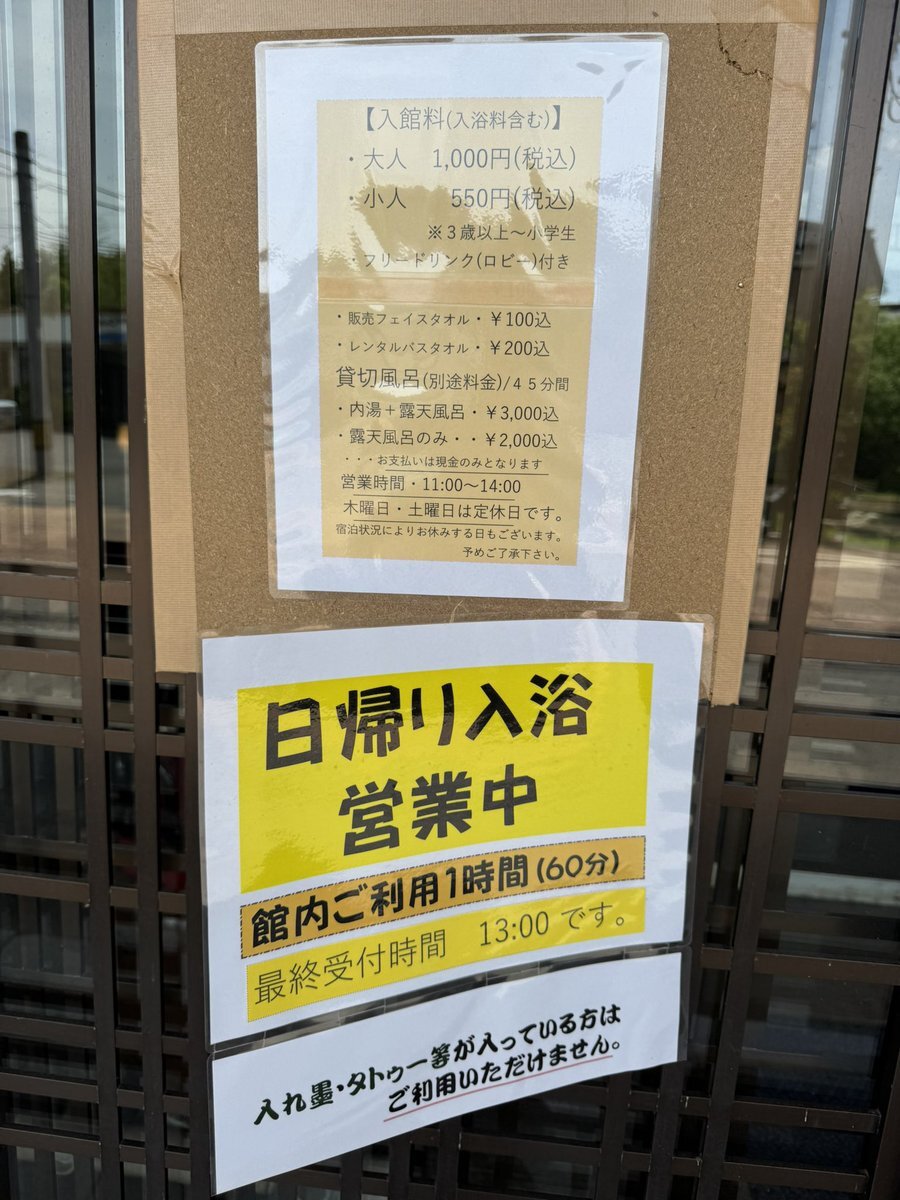 【入館料(入浴料含む)】
・大人　1,000円(税込)
・小人　550円(税込)
※３歳以上～小学生
・フリードリンク(ロビー)付き
・販売フェイスタオル・￥100込
・レンタルバスタオル・￥200込
貸切風呂(別途料金)/４５分間
・内湯＋露天風呂・￥3,000込
・露天風呂のみ・・￥2,000込
・・・お支払いは現金のみとなります
営業時間・11:00～14:00
木曜日・土曜日は定休日です。
宿泊状況によりお休みする日もございます。
予めご了承下さい。
日帰り入浴
営業中
館内ご利用1時間(60分)
最終受付時間　13:00 です。
入れ墨・タトゥー等が入っている方は
ご利用いただけません。